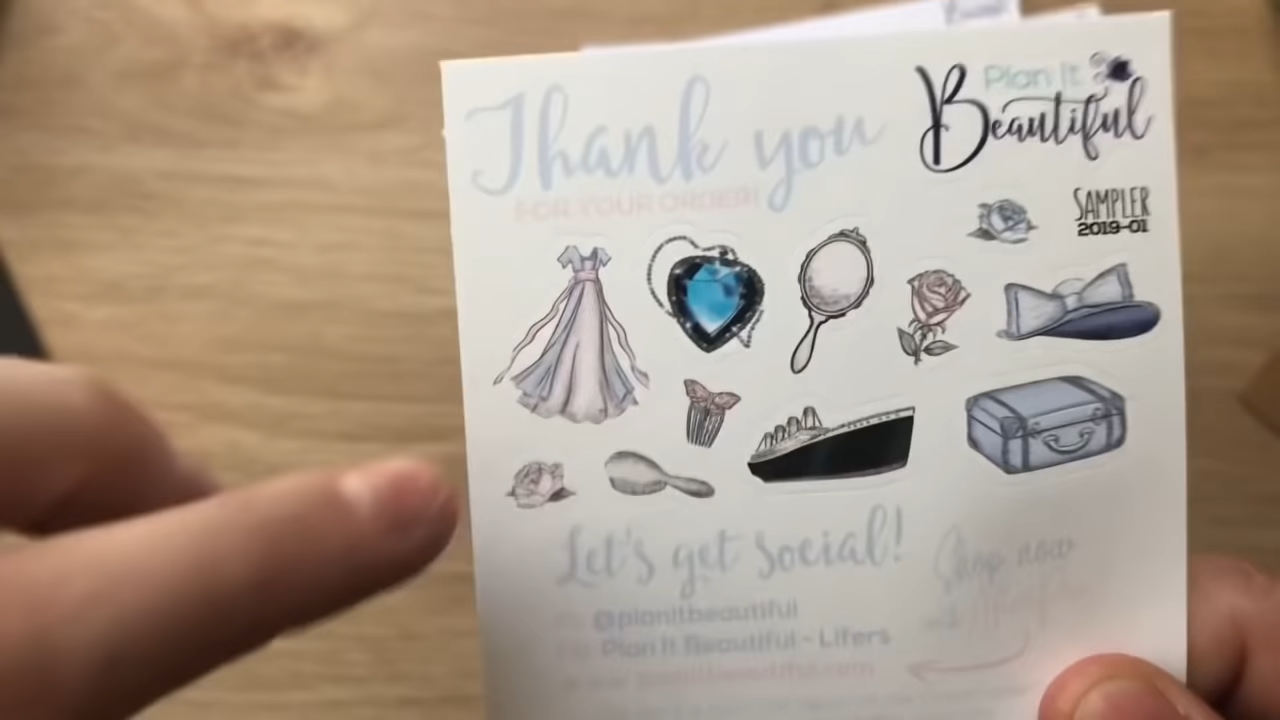 Thank you
FOR YOUR ORDER!
Plan It
Beautiful
SAMPLER
2019-01
Let's get social!
@planitbeautiful
Plan It Beautiful - Lifers
Shop now